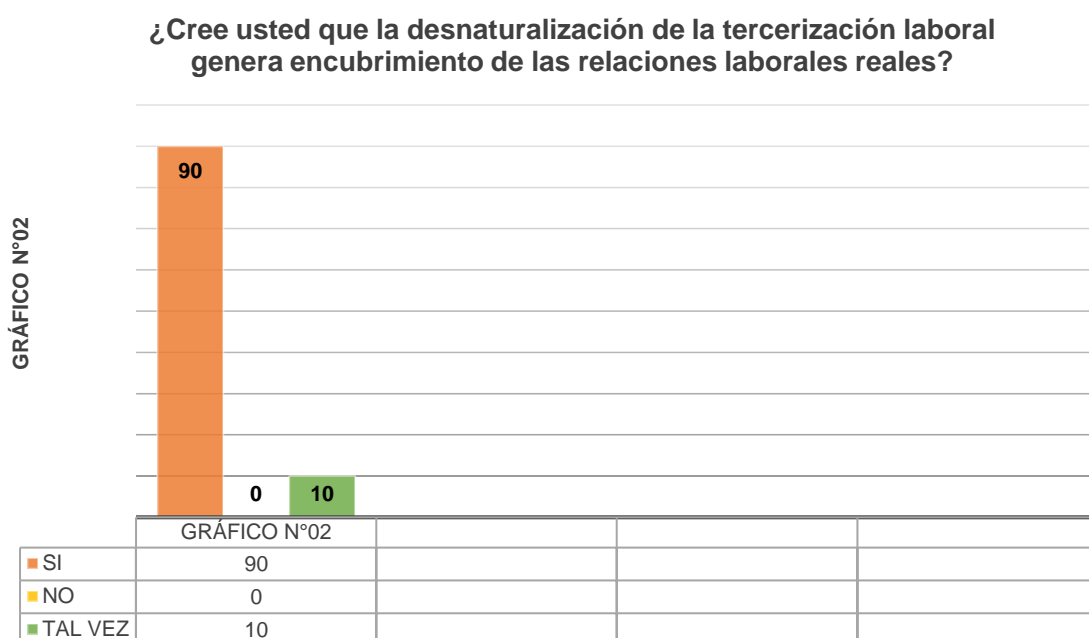 ¿Cree usted que la desnaturalización de la tercerización laboral
genera encubrimiento de las relaciones laborales reales?
GRÁFICO N°02
90
0
10
GRÁFICO N°02
SI 90
NO 0
TAL VEZ 10